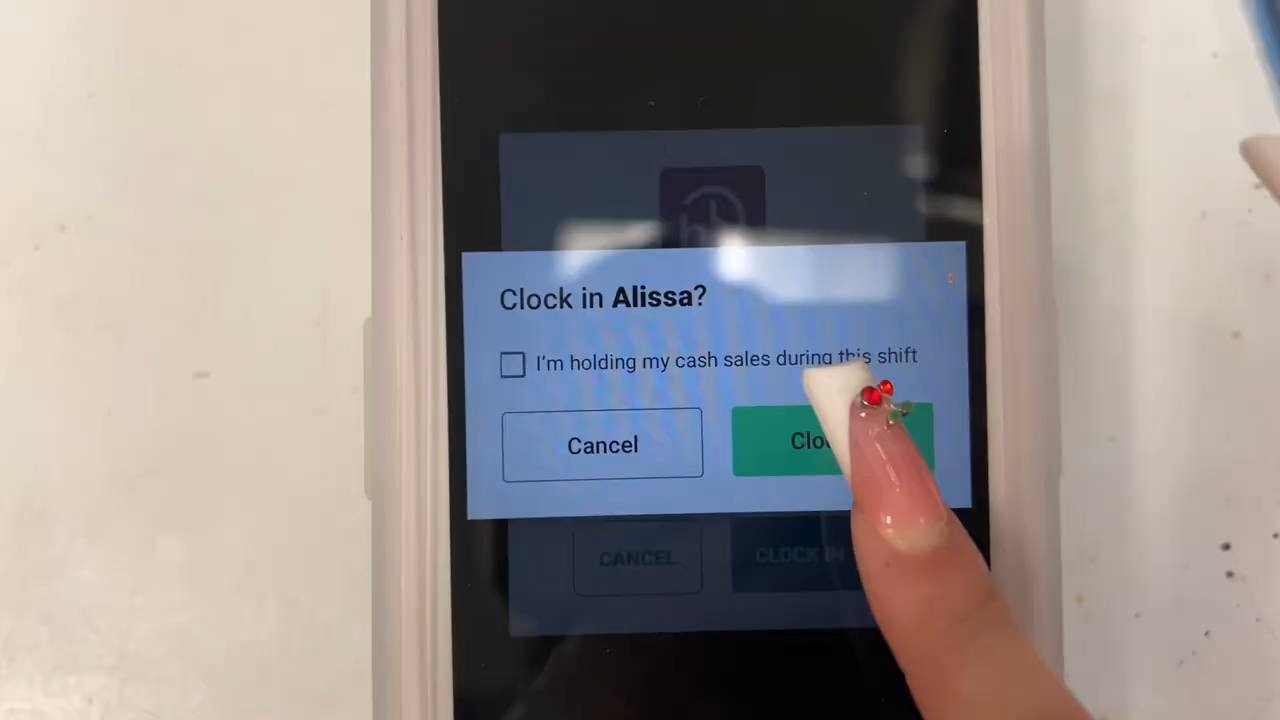 Clock in Alissa?
I'm holding my cash sales during this shift
Cancel
CANCEL
CLOCK IN